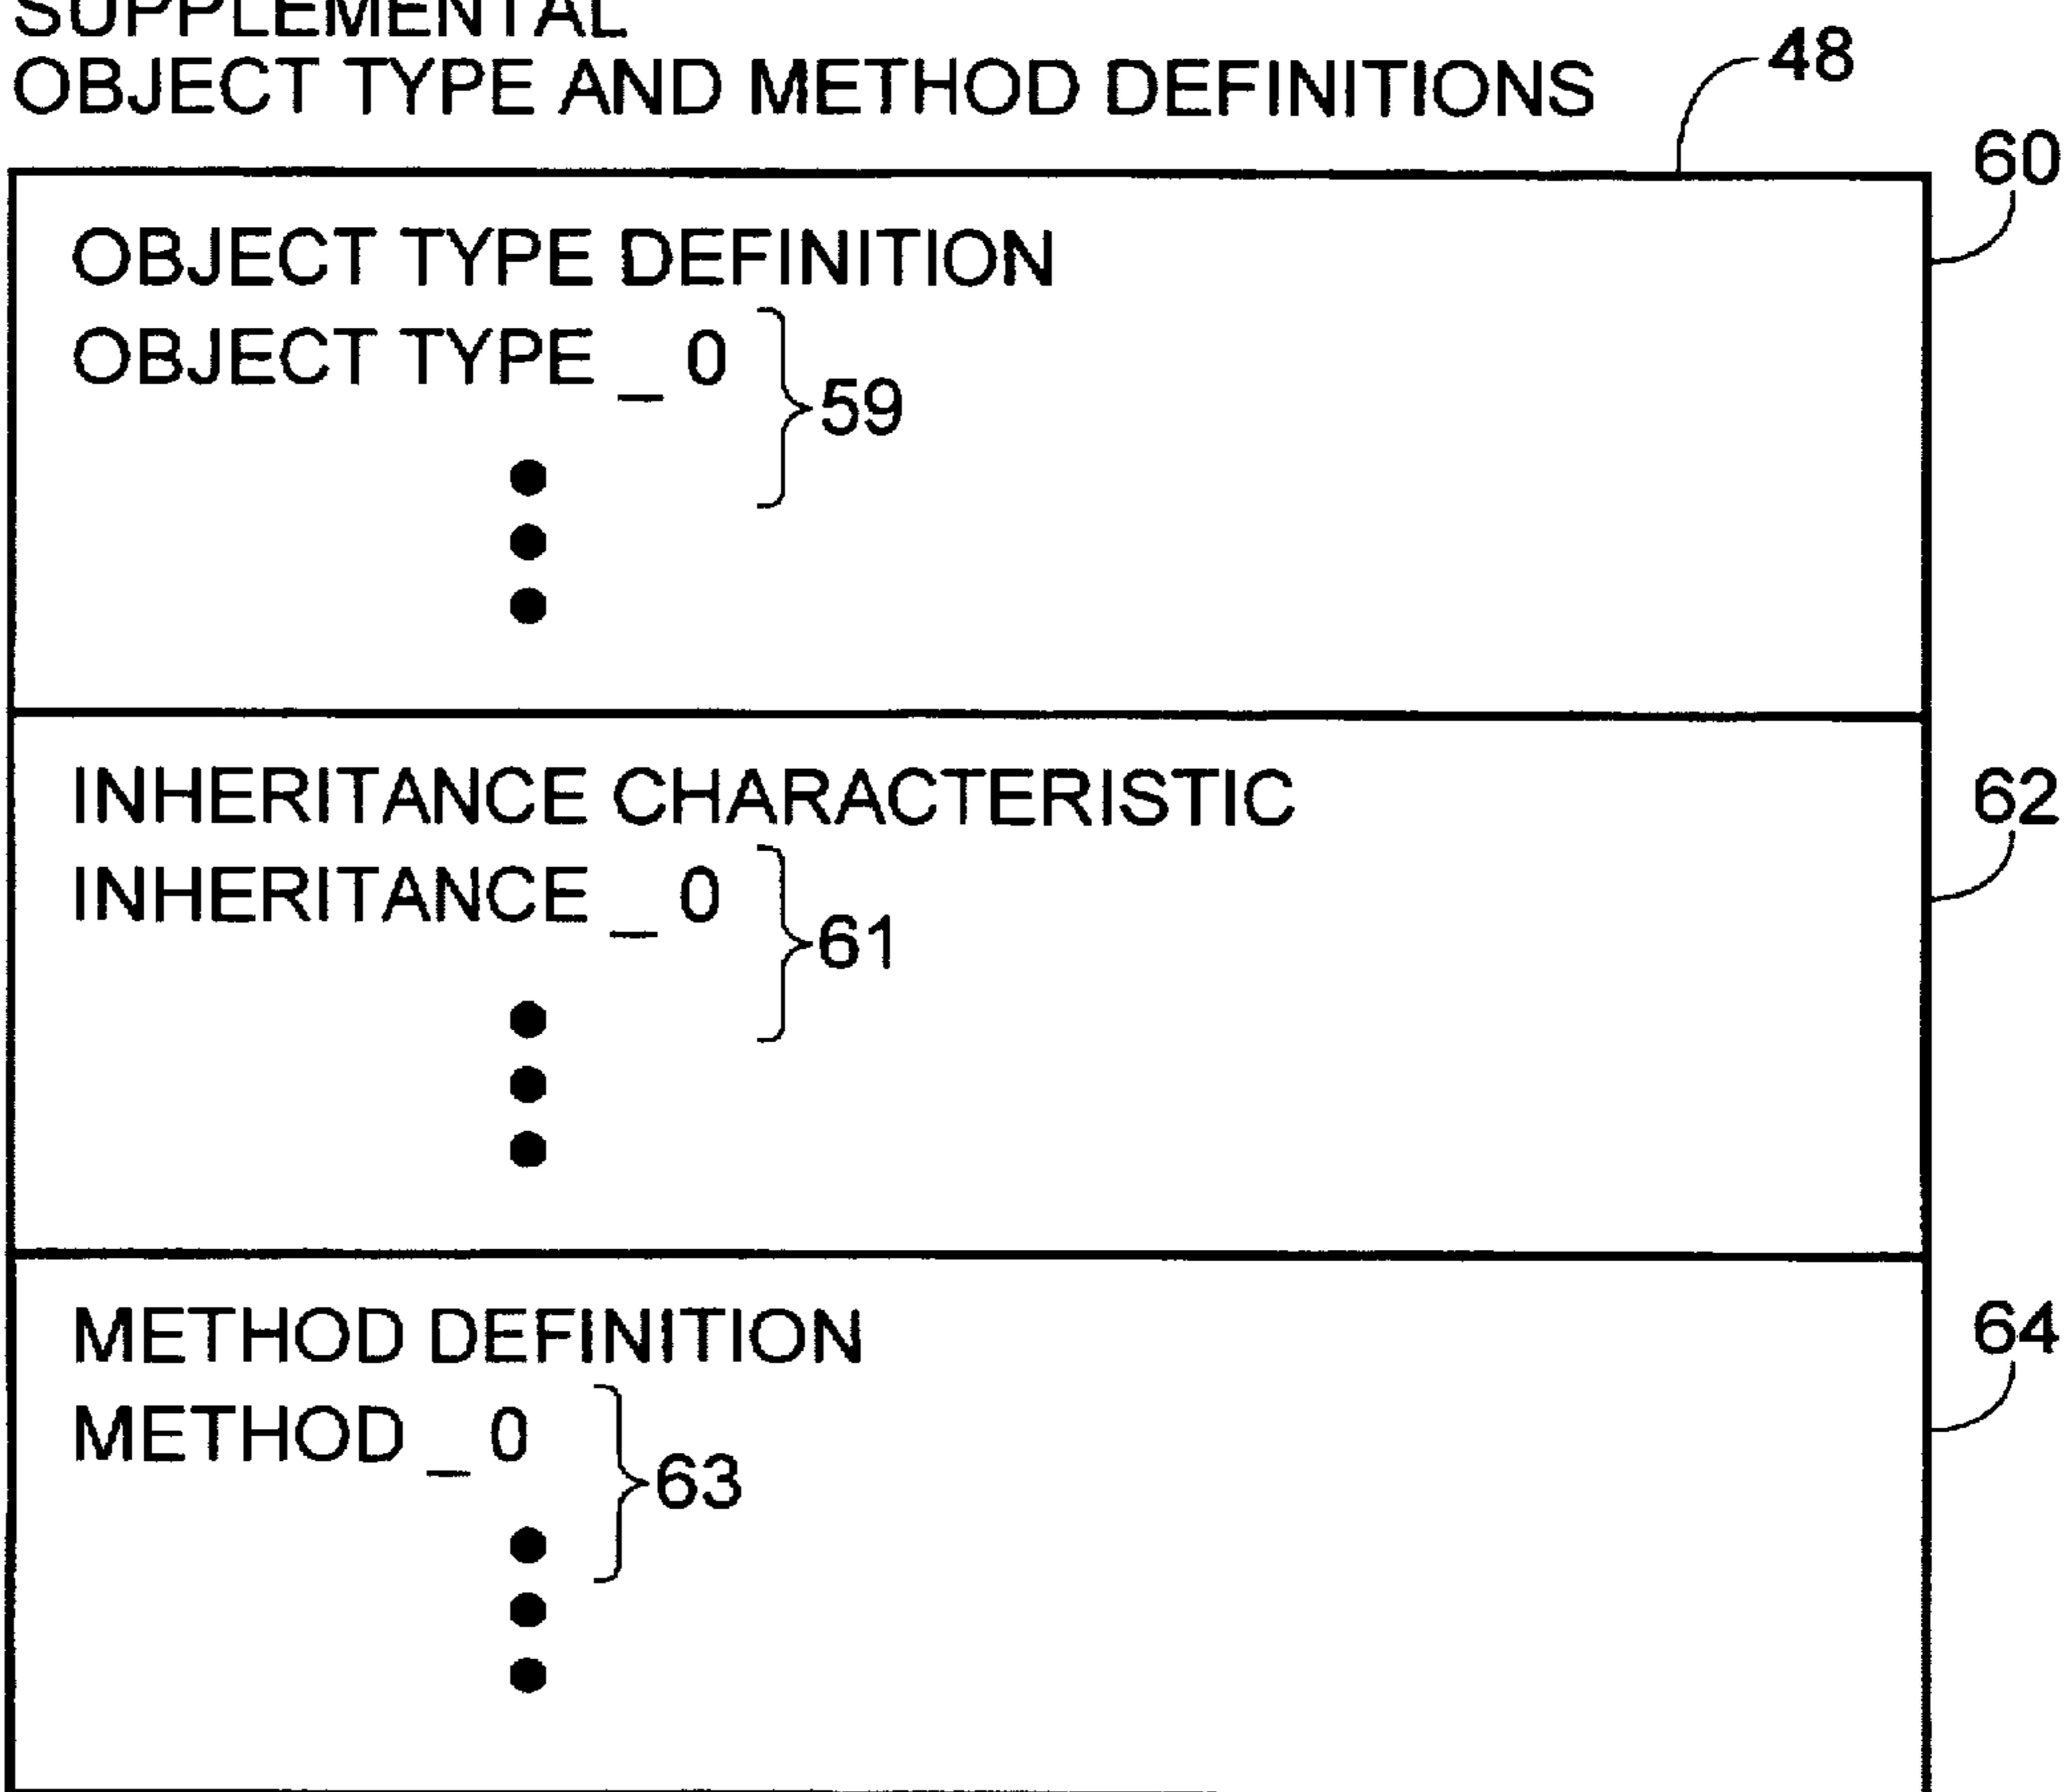 SUPPLEMENTAL
OBJECT TYPE AND METHOD DEFINITIONS
48
60
OBJECT TYPE DEFINITION
OBJECT TYPE _ 0
59
INHERITANCE CHARACTERISTIC
62
INHERITANCE _ 0
61
METHOD DEFINITION
64
METHOD _ 0
63